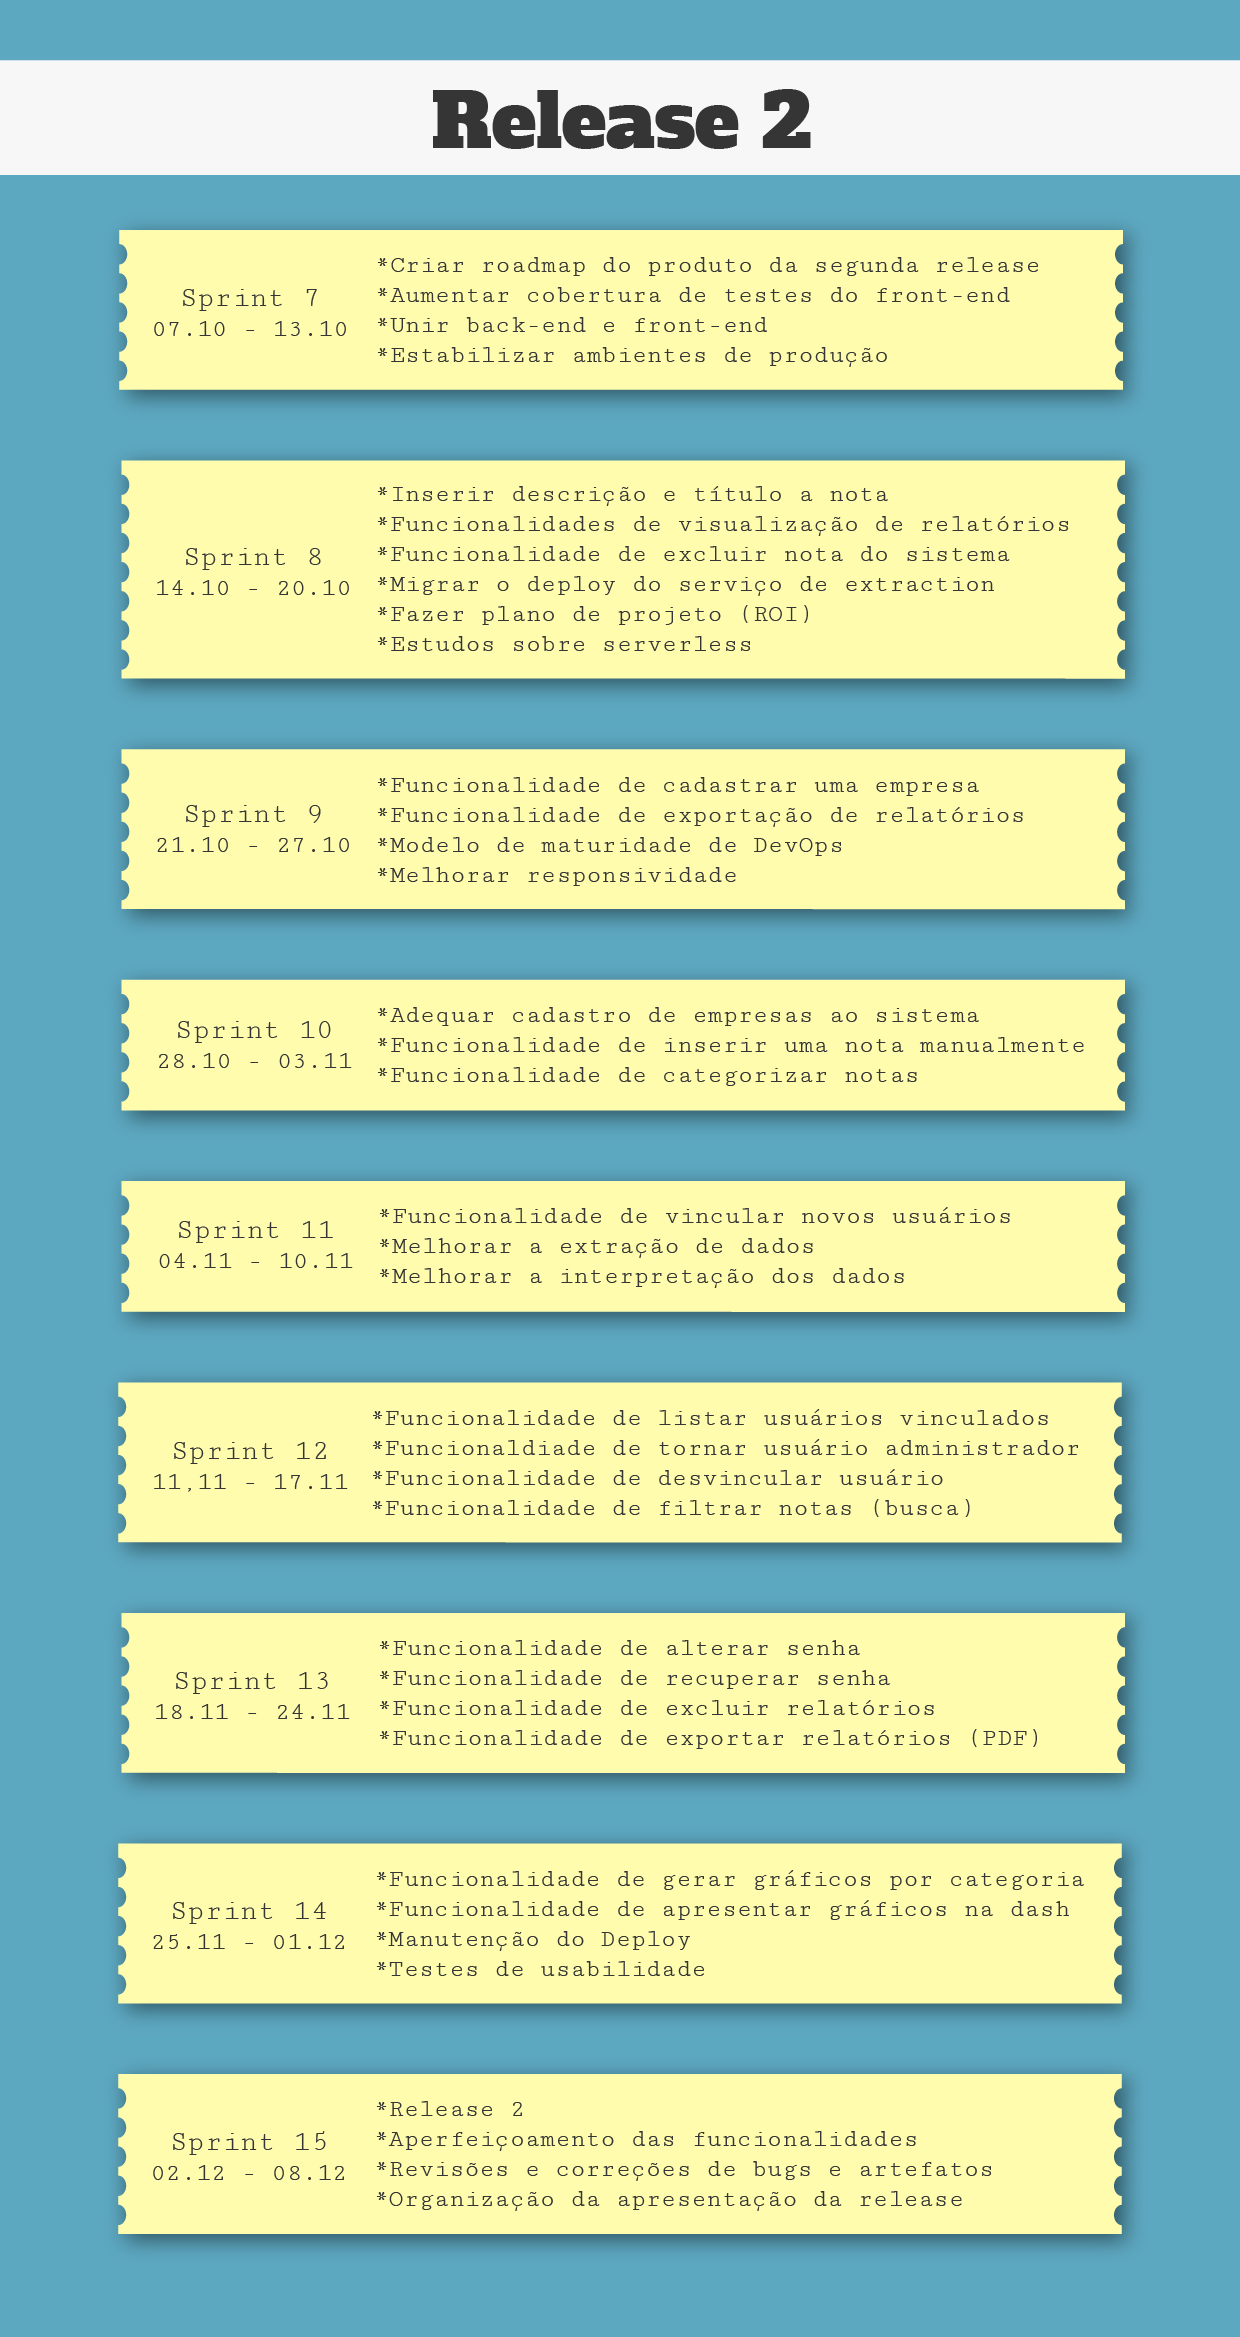 Release 2
Sprint 7
07.10 - 13.10
*Criar roadmap do produto da segunda release
*Aumentar cobertura de testes do front-end
*Unir back-end e front-end
*Estabilizar ambientes de produção
Sprint 8
14.10 - 20.10
*Inserir descrição e título a nota
*Funcionalidades de visualização de relatórios
*Funcionalidade de excluir nota do sistema
*Migrar o deploy do serviço de extraction
*Fazer plano de projeto (ROI)
*Estudos sobre serverless
Sprint 9
21.10 - 27.10
*Funcionalidade de cadastrar uma empresa
*Funcionalidade de exportação de relatórios
*Modelo de maturidade de DevOps
*Melhorar responsividade
Sprint 10
28.10 - 03.11
*Adequar cadastro de empresas ao sistema
*Funcionalidade de inserir uma nota manualmente
*Funcionalidade de categorizar notas
Sprint 11
04.11 - 10.11
*Funcionalidade de vincular novos usuários
*Melhorar a extração de dados
*Melhorar a interpretação dos dados
Sprint 12
11,11 - 17.11
*Funcionalidade de listar usuários vinculados
*Funcionaldiade de tornar usuário administrador
*Funcionalidade de desvincular usuário
*Funcionalidade de filtrar notas (busca)
Sprint 13
18.11 - 24.11
*Funcionalidade de alterar senha
*Funcionalidade de recuperar senha
*Funcionalidade de excluir relatórios
*Funcionalidade de exportar relatórios (PDF)
Sprint 14
25.11 - 01.12
*Funcionalidade de gerar gráficos por categoria
*Funcionalidade de apresentar gráficos na dash
*Manutenção do Deploy
*Testes de usabilidade
Sprint 15
02.12 - 08.12
*Release 2
*Aperfeiçoamento das funcionalidades
*Revisões e correções de bugs e artefatos
*Organização da apresentação da release